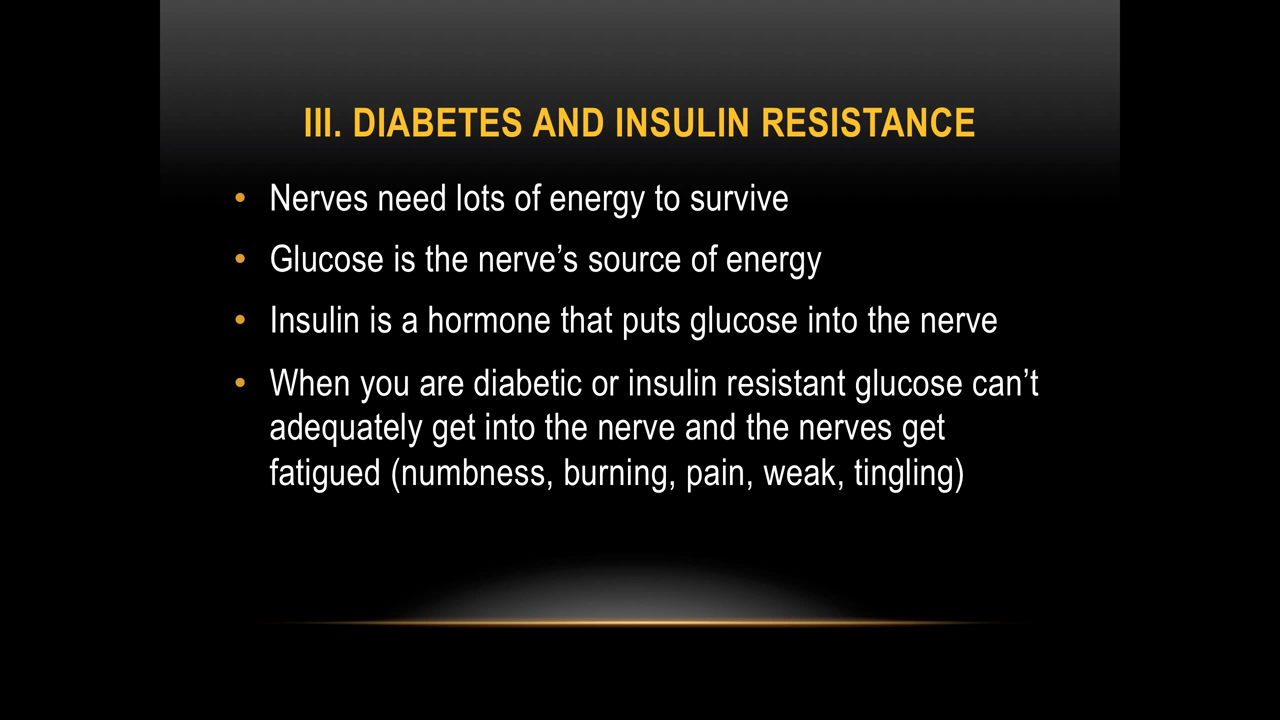 III. DIABETES AND INSULIN RESISTANCE
• Nerves need lots of energy to survive
• Glucose is the nerve’s source of energy
• Insulin is a hormone that puts glucose into the nerve
• When you are diabetic or insulin resistant glucose can’t
adequately get into the nerve and the nerves get
fatigued (numbness, burning, pain, weak, tingling)